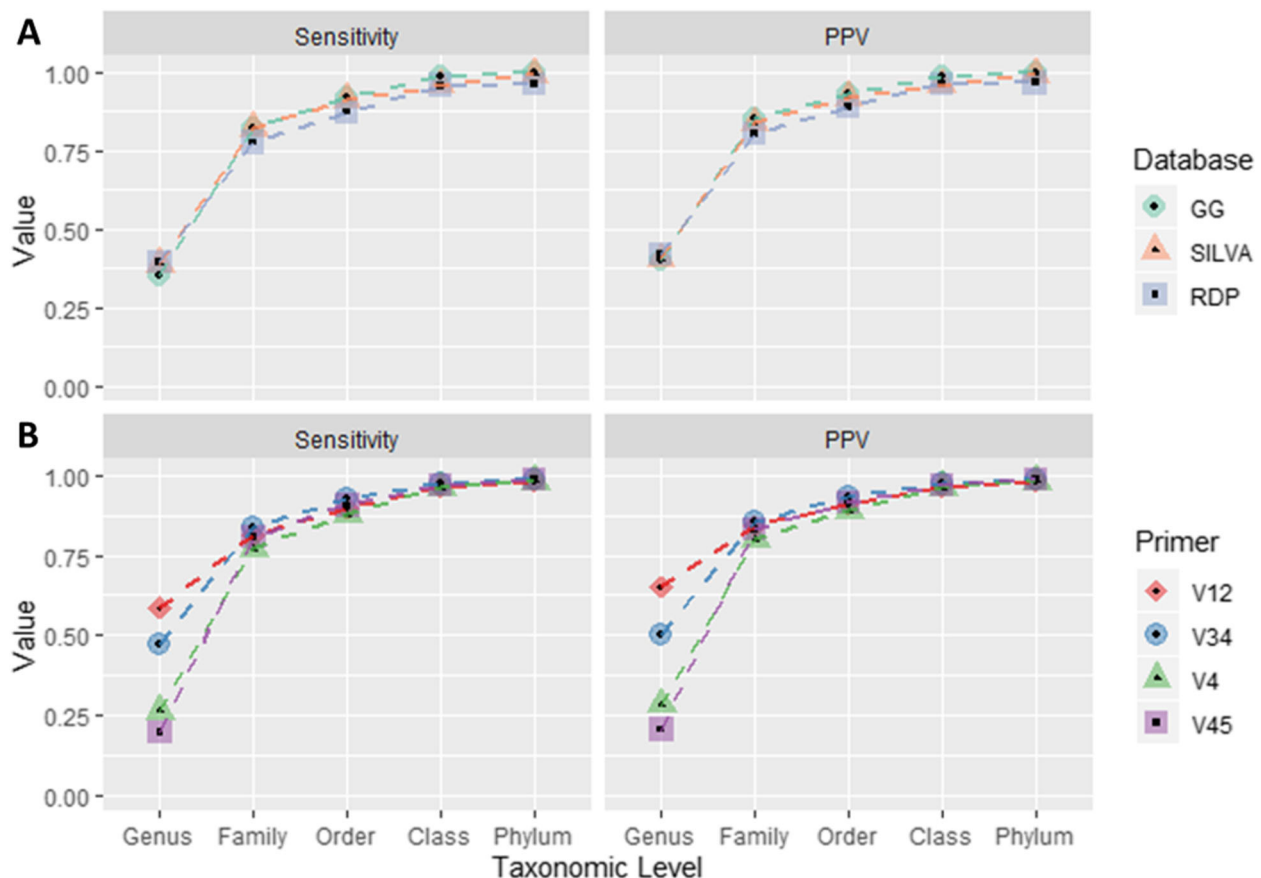 A
Sensitivity
PPV
1.00
0.75
0.50
0.25
0.00
Value
Database
GG
SILVA
RDP
B
Sensitivity
PPV
1.00
0.75
0.50
0.25
0.00
Value
Genus Family Order Class Phylum
Genus Family Order Class Phylum
Taxonomic Level
Primer
V12
V34
V4
V45